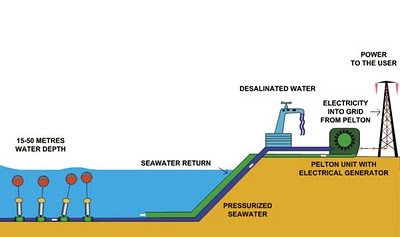 POWER
TO THE USER
DESALINATED WATER
ELECTRICITY
INTO GRID
FROM PELTON
15-50 METRES
WATER DEPTH
SEAWATER RETURN
PELTON UNIT WITH
ELECTRICAL GENERATOR
PRESSURIZED
SEAWATER